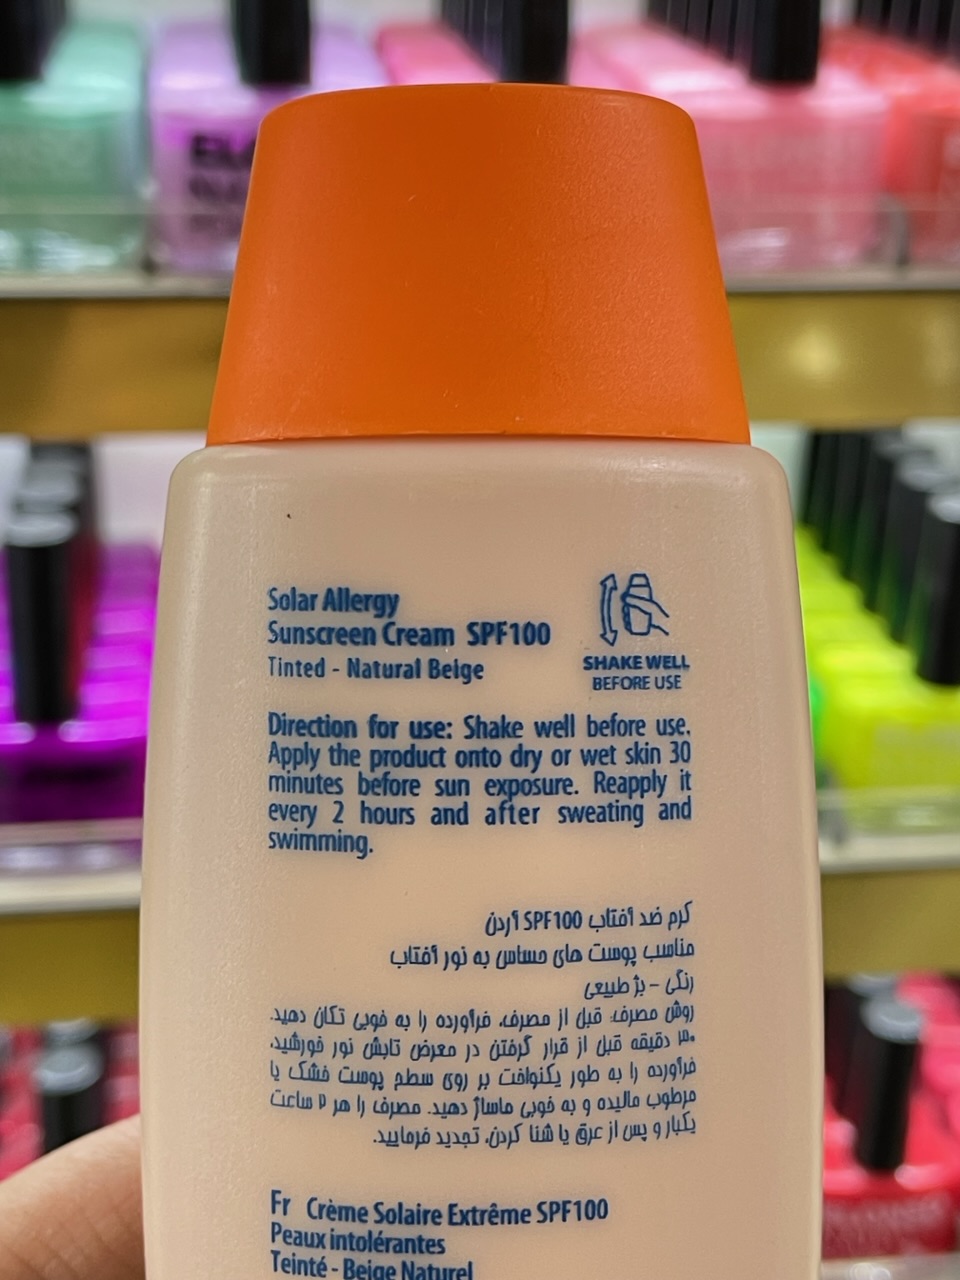 Solar Allergy
Sunscreen Cream SPF100
Tinted - Natural Beige
SHAKE WELL
BEFORE USE
Direction for use: Shake well before use.
Apply the product onto dry or wet skin 30
minutes before sun exposure. Reapply it
every 2 hours and after sweating and
swimming.
کرم ضد آفتاب SPF100 آردن
مناسب پوست های حساس به نور آفتاب
رنگی - بژ طبیعی
روش مصرف: قبل از مصرف، فرآورده را به خوبی تکان دهید.
۳۰ دقیقه قبل از قرار گرفتن در معرض تابش نور خورشید،
فرآورده را به طور یکنواخت بر روی سطح پوست خشک یا
مرطوب مالیده و به خوبی ماساژ دهید. مصرف را هر ۲ ساعت
یکبار و پس از عرق یا شنا کردن، تجدید فرمایید.
Fr Crème Solaire Extrême SPF100
Peaux intolérantes
Teinté - Beige Naturel